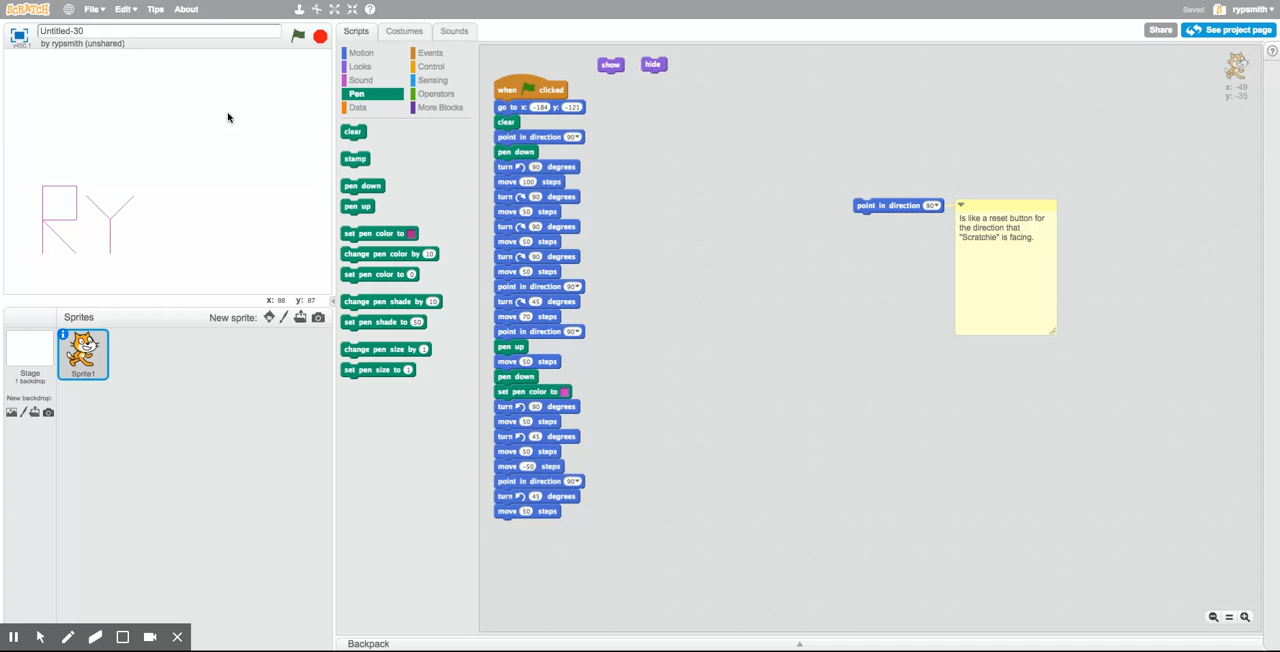 SCRATCH File Edit Tips About Saved rypsmith
v450.1 Untitled-30
by rypsmith (unshared)
Scripts Costumes Sounds Share See project page
Motion Events
Looks Control
Sound Sensing
Pen Operators
Data More Blocks
clear
stamp
pen down
pen up
set pen color to
change pen color by 10
set pen color to 0
change pen shade by 10
set pen shade to 50
change pen size by 1
set pen size to 1
show hide
when clicked
go to x: -184 y: -121
clear
point in direction 90
pen down
turn 90 degrees
move 100 steps
turn 90 degrees
move 50 steps
turn 90 degrees
move 50 steps
turn 90 degrees
move 50 steps
point in direction 90
turn 45 degrees
move 70 steps
point in direction 90
pen up
move 50 steps
pen down
set pen color to
turn 90 degrees
move 50 steps
turn 45 degrees
move 50 steps
move -50 steps
point in direction 90
turn 45 degrees
move 50 steps
point in direction 90
Is like a reset button for
the direction that
"Scratchie" is facing.
x: -49
y: -35
RY
x: 88 y: 87
Sprites New sprite:
Stage
1 backdrop
New backdrop:
Sprite1
Backpack